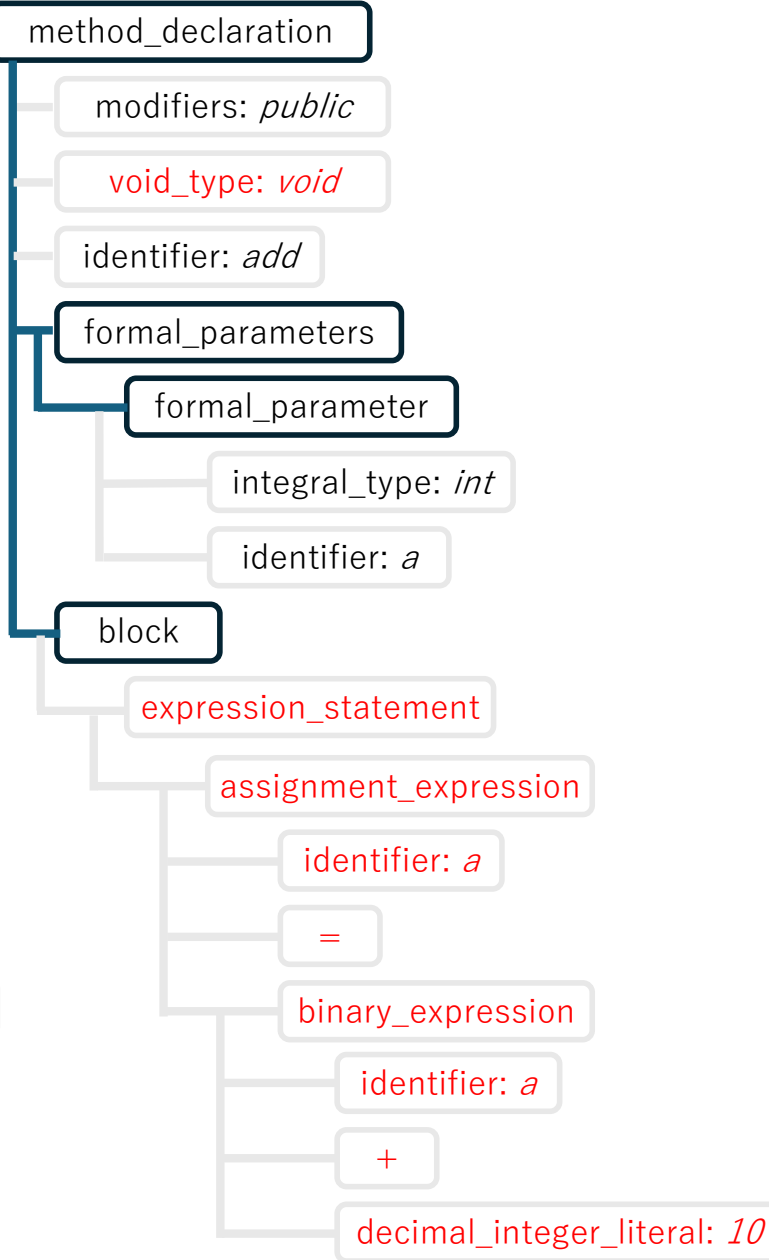 method_declaration
modifiers: public
void_type: void
identifier: add
formal_parameters
formal_parameter
integral_type: int
identifier: a
block
expression_statement
assignment_expression
identifier: a
=
binary_expression
identifier: a
+
decimal_integer_literal: 10